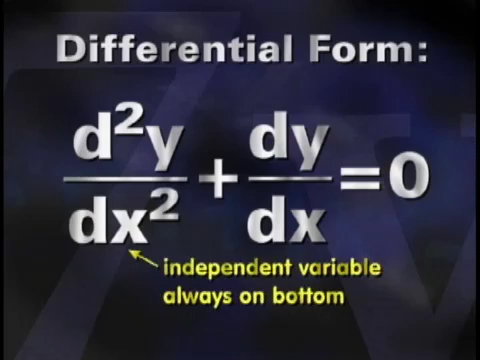 Differential Form:
d²y/dx² + dy/dx = 0
independent variable
always on bottom